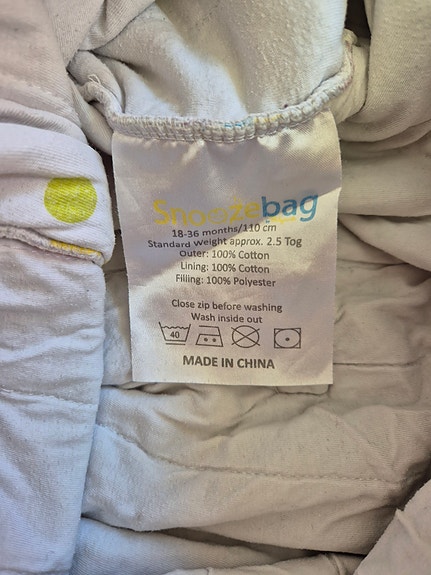 Snoozebag
18-36 months/110 cm
Standard weight approx. 2.5 Tog
Outer: 100% Cotton
Lining: 100% Cotton
Filling: 100% Polyester
Close zip before washing
Wash inside out
40
MADE IN CHINA